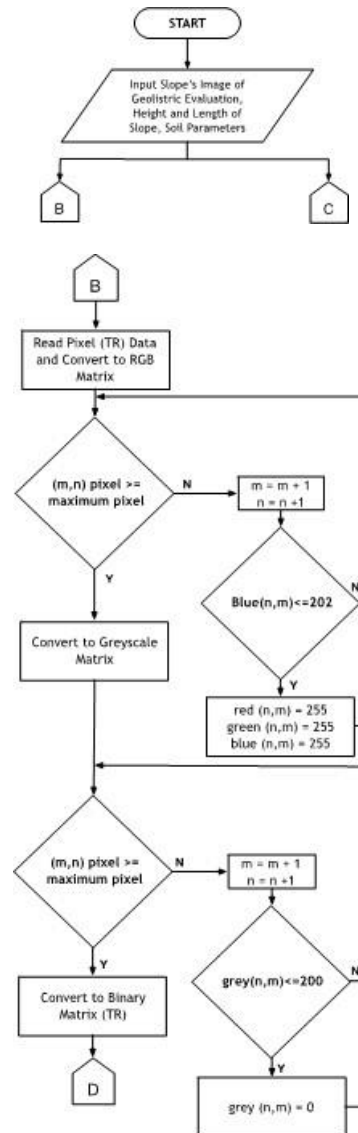 START
Input Slope's Image of
Geolistric Evaluation,
Height and Length of
Slope, Soil Parameters
B
C
B
Read Pixel (TR) Data
and Convert to RGB
Matrix
(m,n) pixel >=
maximum pixel
N
Y
m = m + 1
n = n +1
Blue(n,m)<=202
N
Y
Convert to Greyscale
Matrix
red (n,m) = 255
green (n,m) = 255
blue (n,m) = 255
(m,n) pixel >=
maximum pixel
N
Y
m = m + 1
n = n +1
grey(n,m)<=200
N
Y
Convert to Binary
Matrix (TR)
D
grey (n,m) = 0